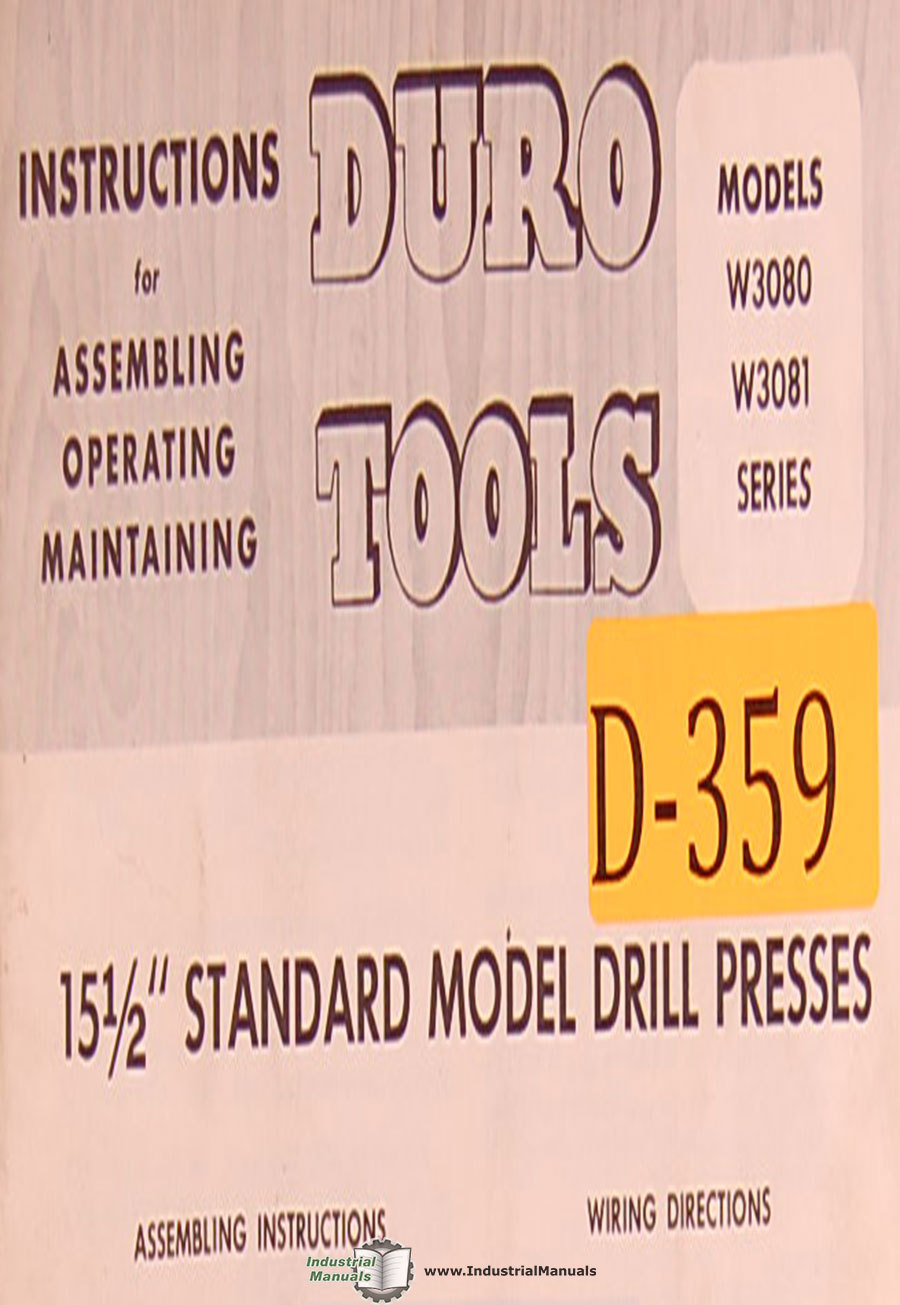 INSTRUCTIONS
for
ASSEMBLING
OPERATING
MAINTAINING
DURO
TOOLS
MODELS
W3080
W3081
SERIES
D-359
15½" STANDARD MODEL DRILL PRESSES
ASSEMBLING INSTRUCTIONS
WIRING DIRECTIONS
Industrial
Manuals
www.IndustrialManuals